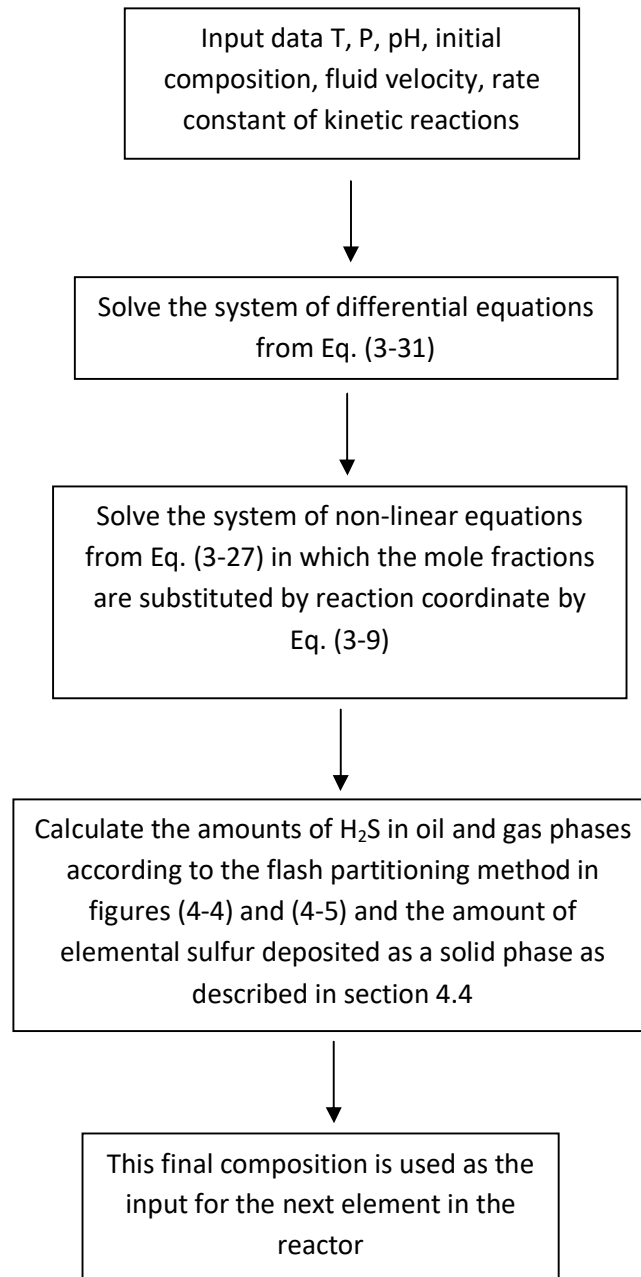 Input data T, P, pH, initial
composition, fluid velocity, rate
constant of kinetic reactions
Solve the system of differential equations
from Eq. (3-31)
Solve the system of non-linear equations
from Eq. (3-27) in which the mole fractions
are substituted by reaction coordinate by
Eq. (3-9)
Calculate the amounts of H₂S in oil and gas phases
according to the flash partitioning method in
figures (4-4) and (4-5) and the amount of
elemental sulfur deposited as a solid phase as
described in section 4.4
This final composition is used as the
input for the next element in the
reactor